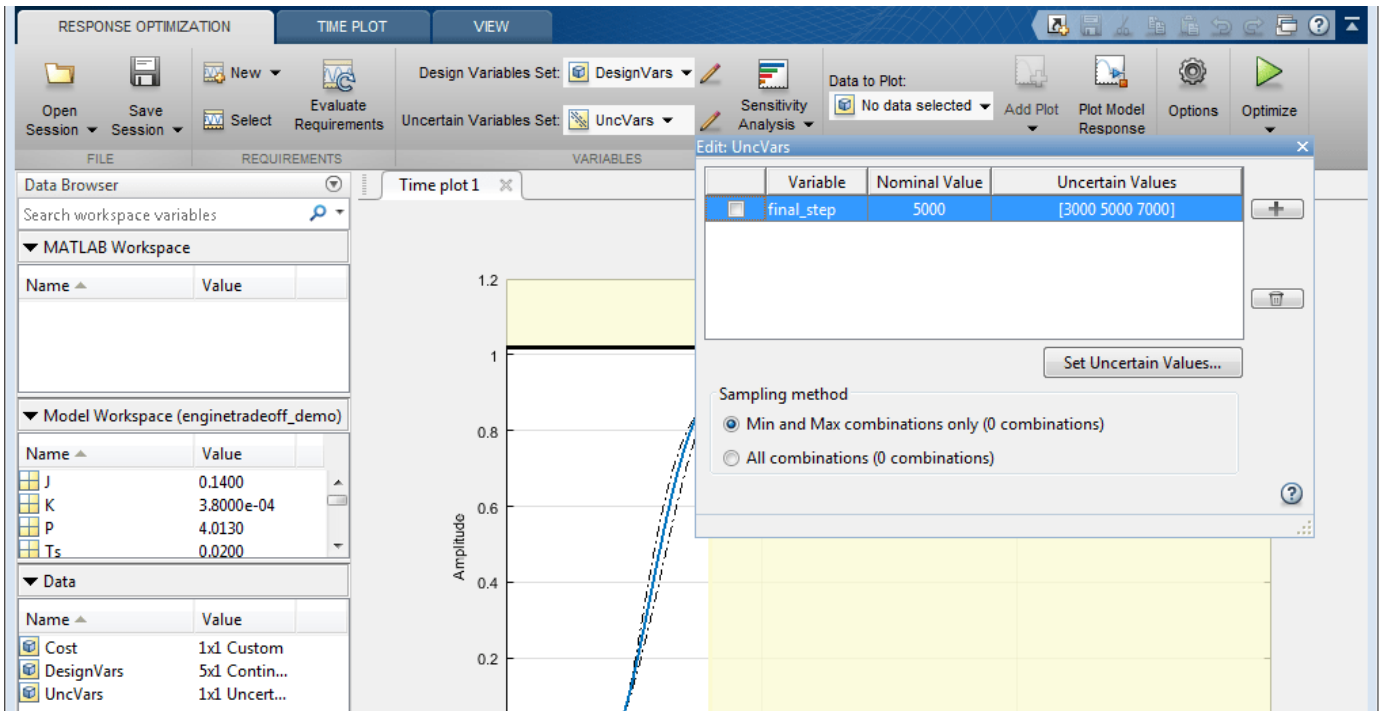 RESPONSE OPTIMIZATION TIME PLOT VIEW
Open Session Save Session
New
Select
Evaluate Requirements
Design Variables Set: DesignVars
Uncertain Variables Set: UncVars
Sensitivity Analysis
Data to Plot:
No data selected
Add Plot
Plot Model Response
Options
Optimize
FILE REQUIREMENTS VARIABLES
Edit: UncVars
Variable Nominal Value Uncertain Values
final_step 5000 [3000 5000 7000]
Set Uncertain Values...
Sampling method
Min and Max combinations only (0 combinations)
All combinations (0 combinations)
Data Browser
Search workspace variables
MATLAB Workspace
Name Value
Model Workspace (enginetradeoff_demo)
Name Value
J 0.1400
K 3.8000e-04
P 4.0130
Ts 0.0200
Data
Name Value
Cost 1x1 Custom
DesignVars 5x1 Contin...
UncVars 1x1 Uncert...
Time plot 1
1.2
1
0.8
0.6
0.4
0.2
Amplitude